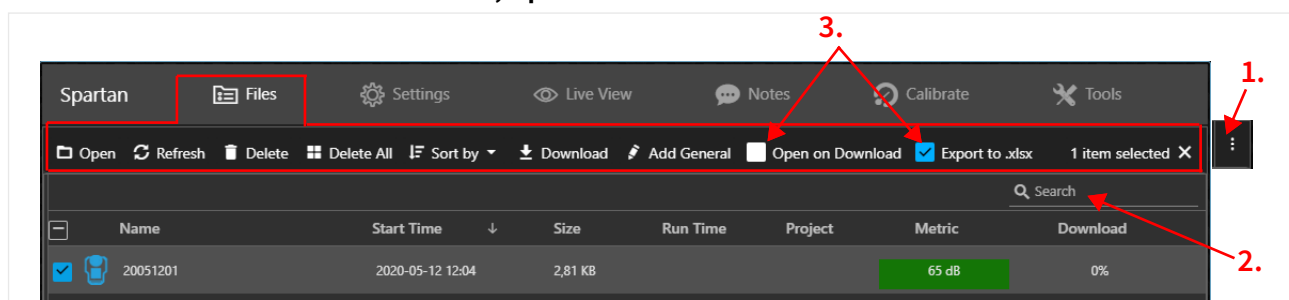 3.
1.
Spartan Files Settings Live View Notes Calibrate Tools
Open Refresh Delete Delete All Sort by Download Add General Open on Download Export to .xlsx 1 item selected
Search
Name Start Time Size Run Time Project Metric Download
20051201 2020-05-12 12:04 2,81 KB 65 dB 0%
2.